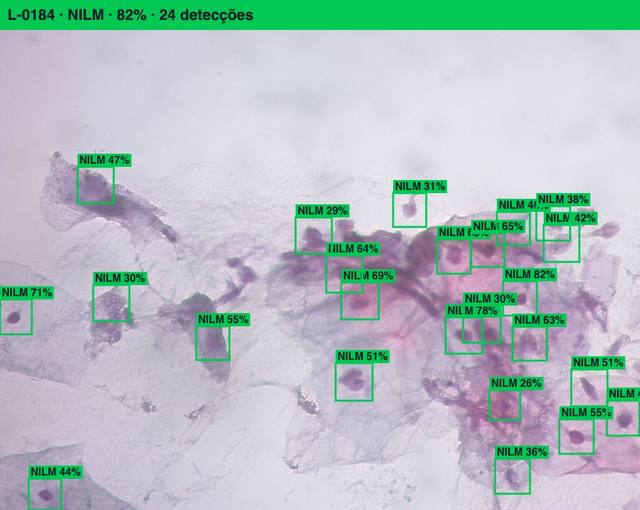 L-0184 · NILM · 82% · 24 detecções
NILM 47%
NILM 31%
NILM 38%
NILM 29%
NILM 42%
NILM 65%
NILM 64%
NILM 30%
NILM 69%
NILM 82%
NILM 71%
NILM 30%
NILM 78%
NILM 55%
NILM 63%
NILM 51%
NILM 51%
NILM 26%
NILM
NILM 55%
NILM 36%
NILM 44%